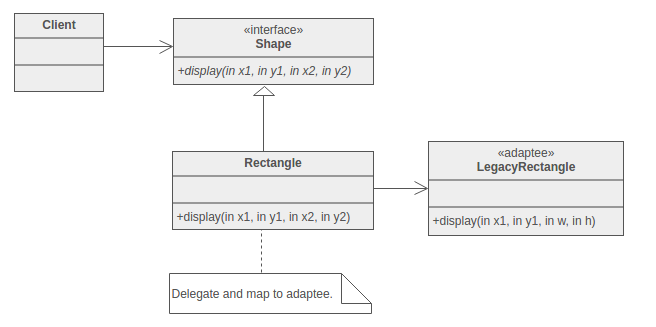 Client
«interface»
Shape
+display(in x1, in y1, in x2, in y2)
Rectangle
+display(in x1, in y1, in x2, in y2)
«adaptee»
LegacyRectangle
+display(in x1, in y1, in w, in h)
Delegate and map to adaptee.